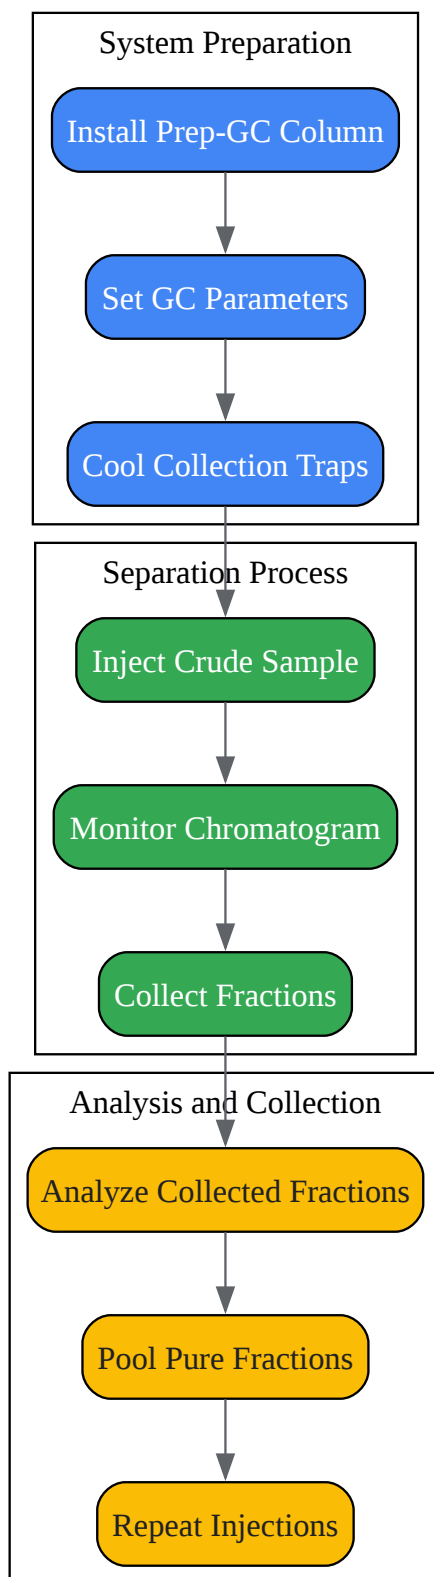 System Preparation
Install Prep-GC Column
Set GC Parameters
Cool Collection Traps
Separation Process
Inject Crude Sample
Monitor Chromatogram
Collect Fractions
Analysis and Collection
Analyze Collected Fractions
Pool Pure Fractions
Repeat Injections